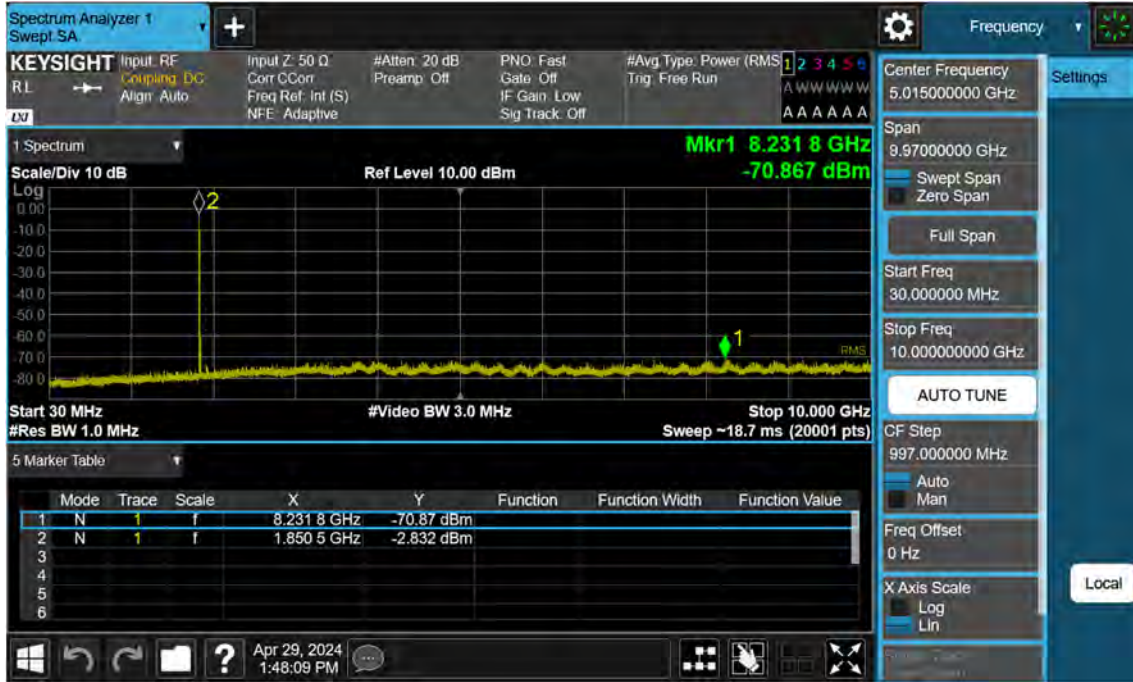 Spectrum Analyzer 1
Swept SA
+
Frequency
KEYSIGHT
RL
LXI
Input: RF
Coupling: DC
Align: Auto
Input Z: 50 Ω
Corr CCorr
Freq Ref: Int (S)
NFE: Adaptive
#Atten: 20 dB
Preamp: Off
PNO: Fast
Gate: Off
IF Gain: Low
Sig Track: Off
#Avg Type: Power (RMS
Trig: Free Run
1 2 3 4 5 6
A W W W W W
A A A A A A
Center Frequency
5.015000000 GHz
Settings
1 Spectrum
Scale/Div 10 dB
Ref Level 10.00 dBm
Mkr1 8.231 8 GHz
-70.867 dBm
Log
0.00
-10.0
-20.0
-30.0
-40.0
-50.0
-60.0
-70.0
-80.0
2
1
RMS
Start 30 MHz
#Video BW 3.0 MHz
Stop 10.000 GHz
#Res BW 1.0 MHz
Sweep ~18.7 ms (20001 pts)
Span
9.97000000 GHz
Swept Span
Zero Span
Full Span
Start Freq
30.000000 MHz
Stop Freq
10.000000000 GHz
AUTO TUNE
CF Step
997.000000 MHz
Auto
Man
Freq Offset
0 Hz
X Axis Scale
Log
Lin
Local
5 Marker Table
Mode Trace Scale X Y Function Function Width Function Value
1 N 1 f 8.231 8 GHz -70.87 dBm
2 N 1 f 1.850 5 GHz -2.832 dBm
3
4
5
6
?
Apr 29, 2024
1:48:09 PM